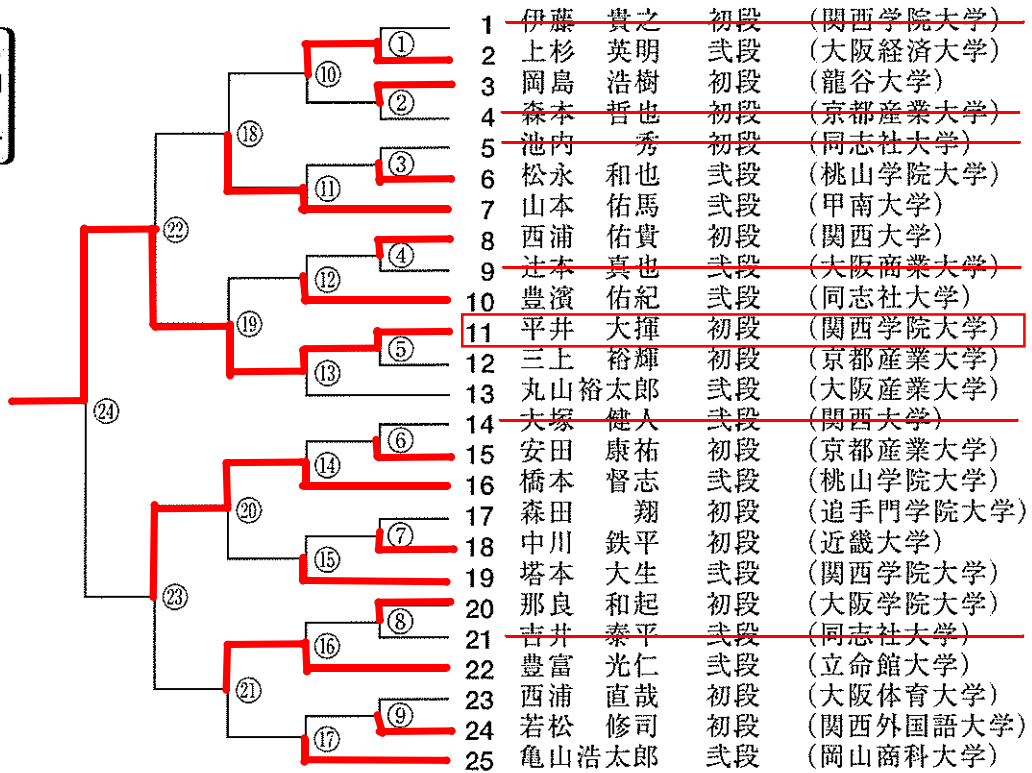 1 伊藤 貴之 初段 (関西学院大学)
2 上杉 英明 弐段 (大阪経済大学)
3 岡島 浩樹 初段 (龍谷大学)
4 森本 哲也 初段 (京都産業大学)
5 池内 秀 初段 (同志社大学)
6 松永 和也 弐段 (桃山学院大学)
7 山本 佑馬 弐段 (甲南大学)
8 西浦 佑貴 初段 (関西大学)
9 辻本 真也 弐段 (大阪商業大学)
10 豊濱 佑紀 弐段 (同志社大学)
11 平井 大揮 初段 (関西学院大学)
12 三上 裕輝 初段 (京都産業大学)
13 丸山裕太郎 弐段 (大阪産業大学)
14 大塚 健人 弐段 (関西大学)
15 安田 康祐 初段 (京都産業大学)
16 橋本 督志 弐段 (桃山学院大学)
17 森田 翔 初段 (追手門学院大学)
18 中川 鉄平 初段 (近畿大学)
19 塔本 大生 弐段 (関西学院大学)
20 那良 和起 初段 (大阪学院大学)
21 吉井 泰平 弐段 (同志社大学)
22 豊富 光仁 弐段 (立命館大学)
23 西浦 直哉 初段 (大阪体育大学)
24 若松 修司 初段 (関西外国語大学)
25 亀山浩太郎 弐段 (岡山商科大学)
①
②
③
④
⑤
⑥
⑦
⑧
⑨
⑩
⑪
⑫
⑬
⑭
⑮
⑯
⑰
⑱
⑲
⑳
㉑
㉒
㉓
㉔